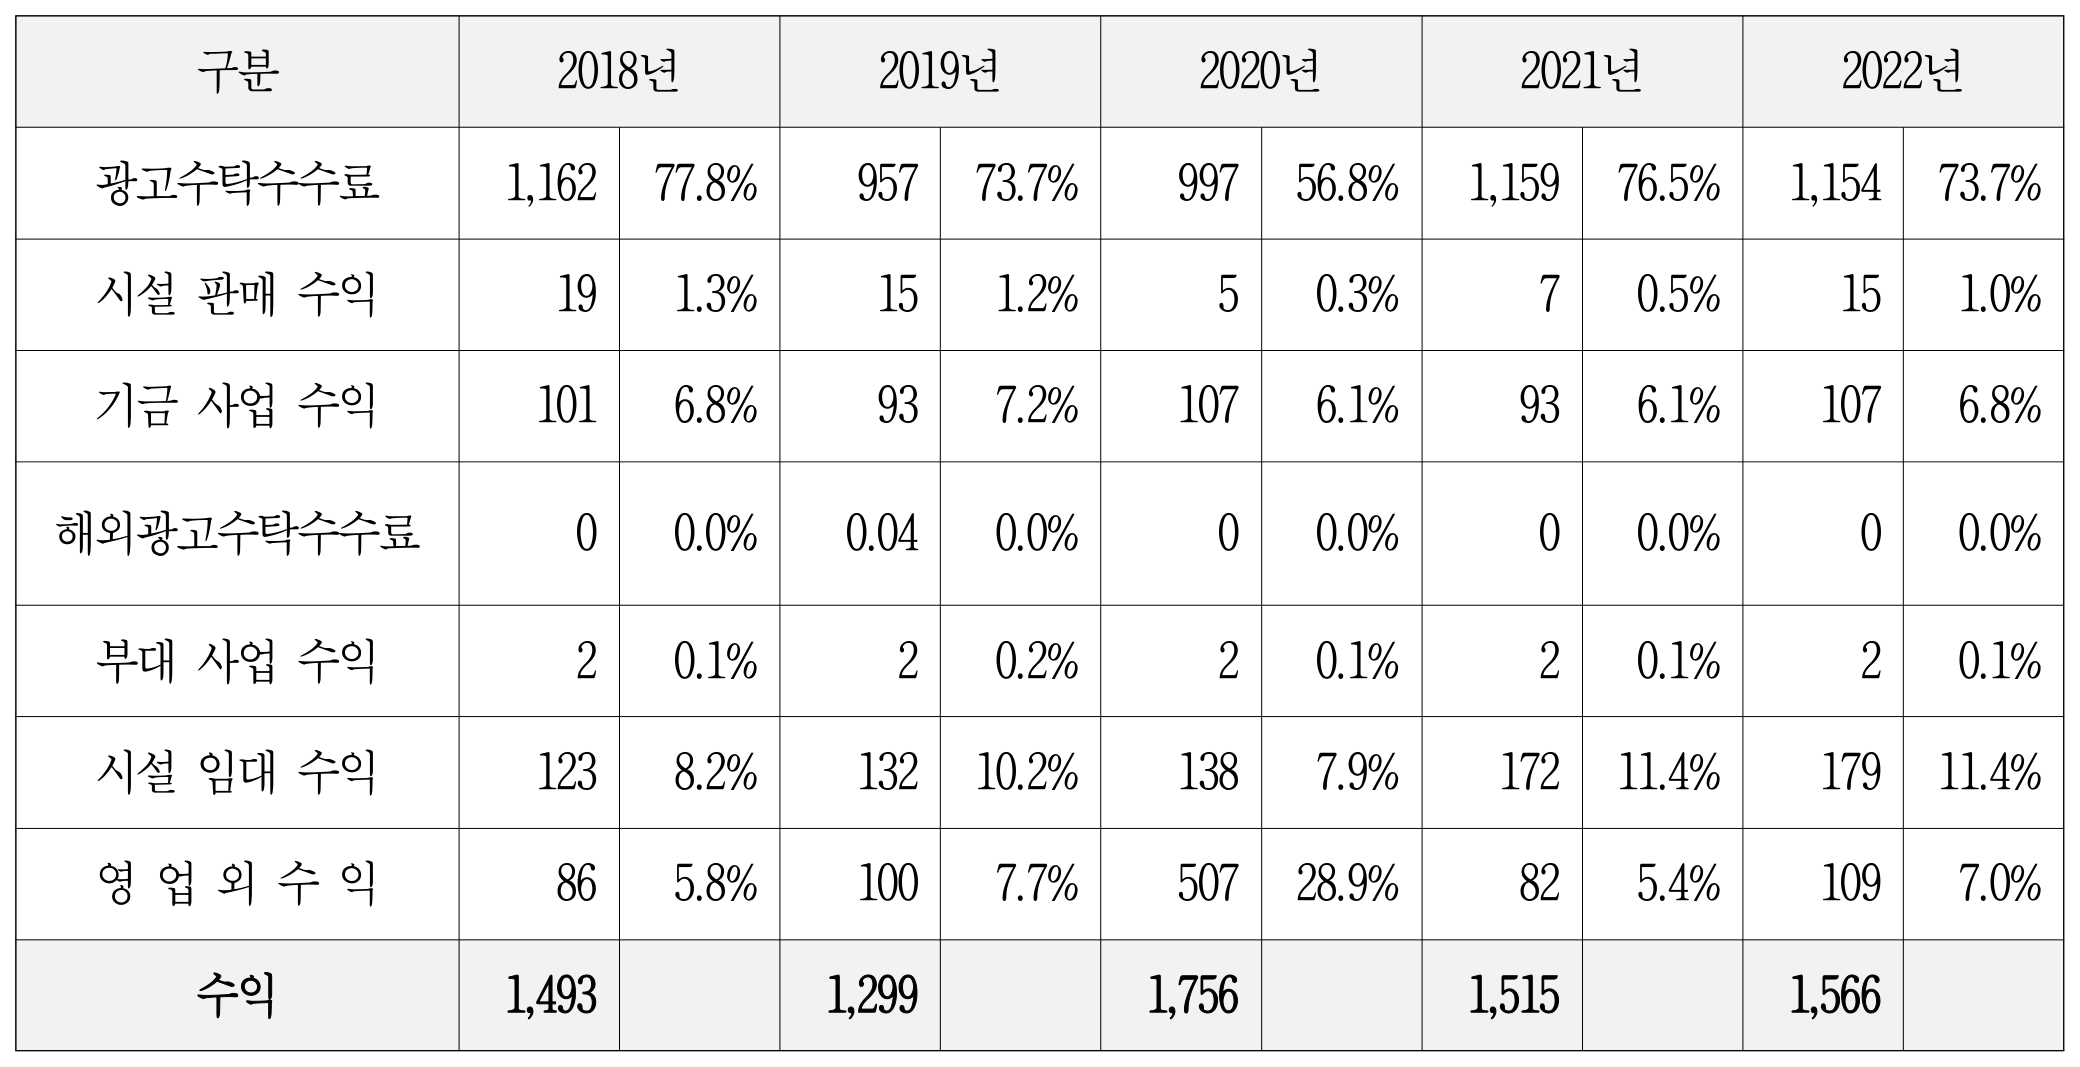 구분 2018년 2019년 2020년 2021년 2022년
광고수탁수수료 1,162 77.8% 957 73.7% 997 56.8% 1,159 76.5% 1,154 73.7%
시설 판매 수익 19 1.3% 15 1.2% 5 0.3% 7 0.5% 15 1.0%
기금 사업 수익 101 6.8% 93 7.2% 107 6.1% 93 6.1% 107 6.8%
해외광고수탁수수료 0 0.0% 0.04 0.0% 0 0.0% 0 0.0% 0 0.0%
부대 사업 수익 2 0.1% 2 0.2% 2 0.1% 2 0.1% 2 0.1%
시설 임대 수익 123 8.2% 132 10.2% 138 7.9% 172 11.4% 179 11.4%
영 업 외 수 익 86 5.8% 100 7.7% 507 28.9% 82 5.4% 109 7.0%
수익 1,493 1,299 1,756 1,515 1,566